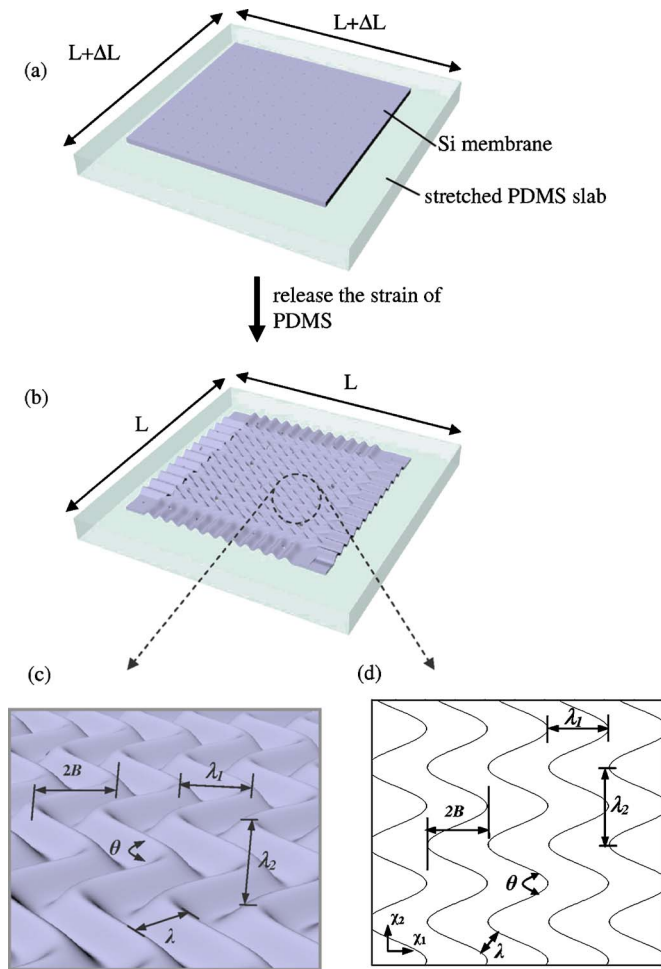 (a)
L+ΔL
L+ΔL
Si membrane
stretched PDMS slab
release the strain of
PDMS
(b)
L
L
(c)
2B
λ1
θ
λ2
λ
(d)
λ1
λ2
2B
θ
χ2
χ1
λ